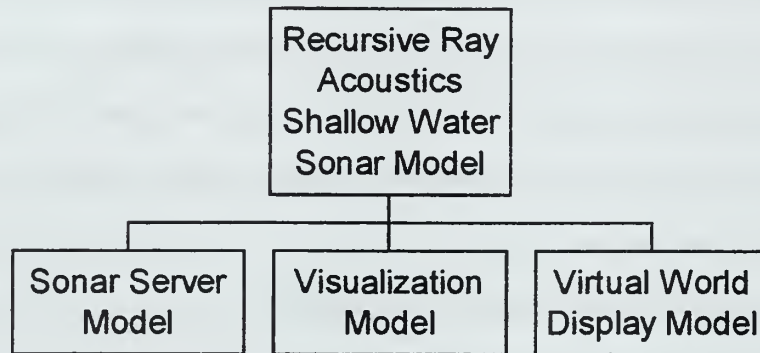 Recursive Ray
Acoustics
Shallow Water
Sonar Model
Sonar Server
Model
Visualization
Model
Virtual World
Display Model